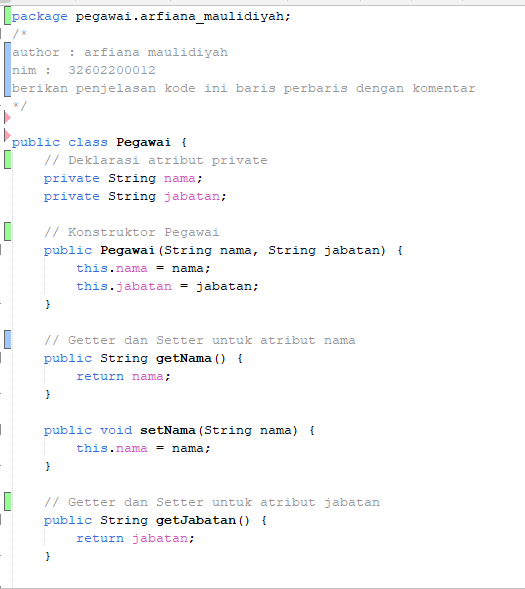 package pegawai.arfiana_maulidiyah;
/*
author : arfiana maulidiyah
nim :  32602200012
berikan penjelasan kode ini baris perbaris dengan komentar
*/
public class Pegawai {
    // Deklarasi atribut private
    private String nama;
    private String jabatan;
    // Konstruktor Pegawai
    public Pegawai(String nama, String jabatan) {
        this.nama = nama;
        this.jabatan = jabatan;
    }
    // Getter dan Setter untuk atribut nama
    public String getNama() {
        return nama;
    }
    public void setNama(String nama) {
        this.nama = nama;
    }
    // Getter dan Setter untuk atribut jabatan
    public String getJabatan() {
        return jabatan;
    }